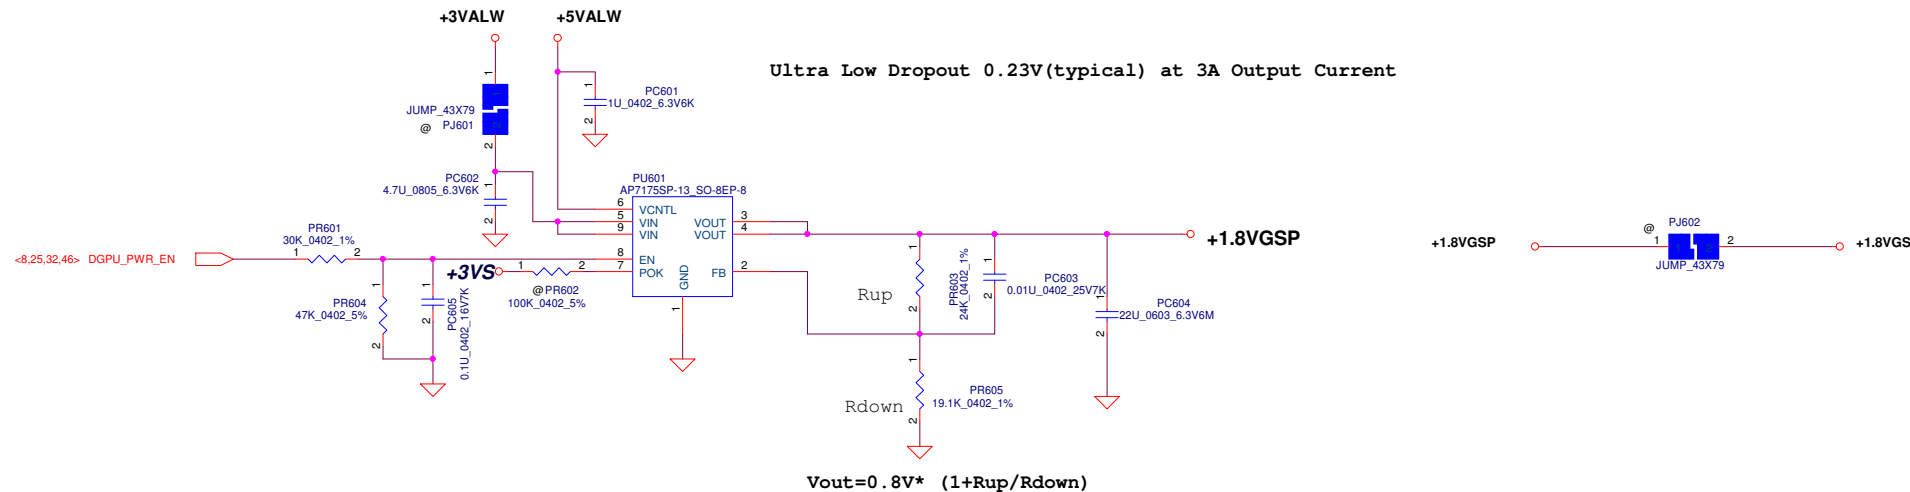 +3VALW
+5VALW
Ultra Low Dropout 0.23V(typical) at 3A Output Current
1
JUMP_43X79
@ PJ601
2
2
1
PC601
1U_0402_6.3V6K
2
PC602
4.7U_0805_6.3V6K
1
2
PU601
AP7175SP-13_SO-8EP-8
6 VCNTL
5 VIN
9 VIN
8 EN
7 POK
GND
1
VOUT 3
VOUT 4
FB 2
<8,25,32,46> DGPU_PWR_EN
PR601
30K_0402_1%
1 2
+3VS
1 2
@ PR602
100K_0402_5%
PR604
47K_0402_5%
1
2
1
2
PC605
0.1U_0402_16V7K
+1.8VGSP
Rup
1
2
PR603
24K_0402_1%
1
2
PC603
0.01U_0402_25V7K
1
2
PC604
22U_0603_6.3V6M
Rdown
1
2
PR605
19.1K_0402_1%
Vout=0.8V* (1+Rup/Rdown)
+1.8VGSP
@
PJ602
1 2
JUMP_43X79
+1.8VGS